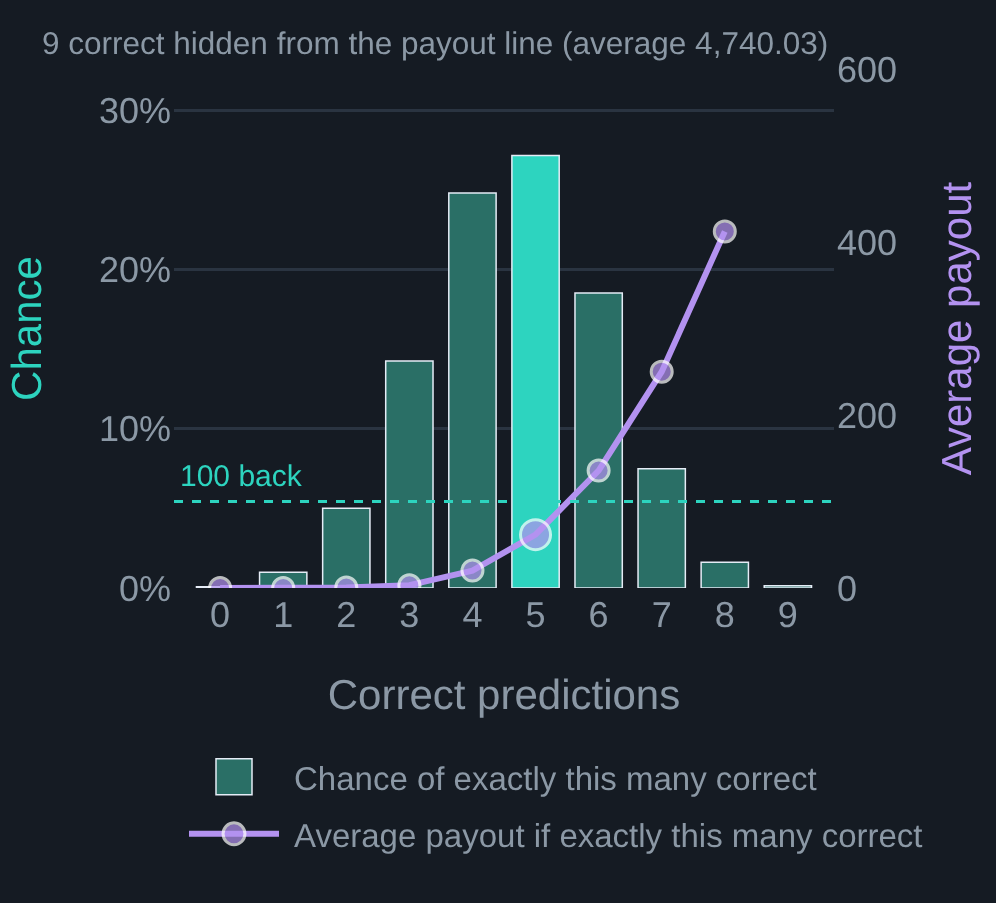 9 correct hidden from the payout line (average 4,740.03)
600
30%
400
20%
200
10%
100 back
0%
0
0 1 2 3 4 5 6 7 8 9
Chance
Average payout
Correct predictions
Chance of exactly this many correct
Average payout if exactly this many correct